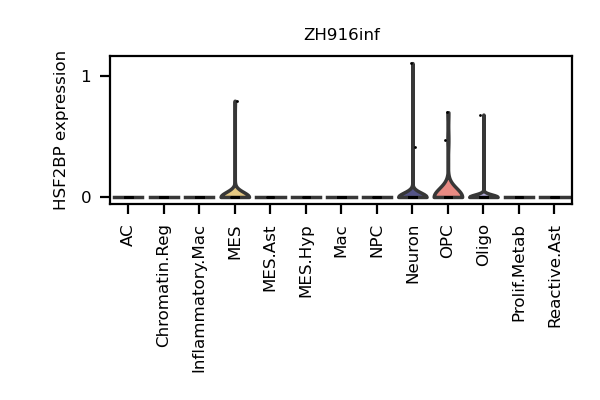 ZH916inf
HSF2BP expression
1
0
AC
Chromatin.Reg
Inflammatory.Mac
MES
MES.Ast
MES.Hyp
Mac
NPC
Neuron
OPC
Oligo
Prolif.Metab
Reactive.Ast